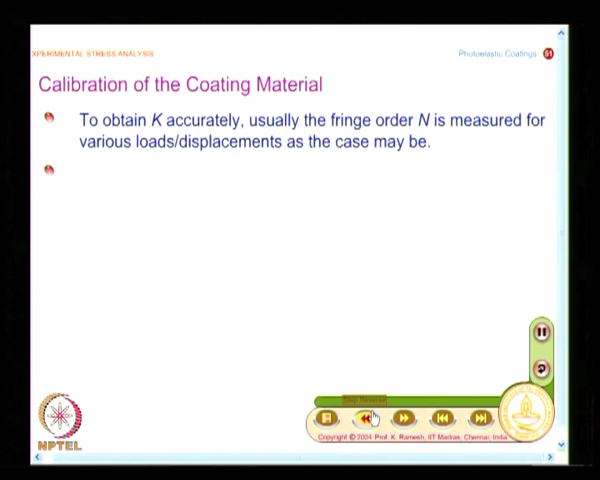 XPERIMENTAL STRESS ANALYSIS
Photoelastic Coatings 51
Calibration of the Coating Material
To obtain K accurately, usually the fringe order N is measured for
various loads/displacements as the case may be.
Step Reverse
NPTEL
Copyright © 2004 Prof. K. Ramesh, IIT Madras, Chennai, India